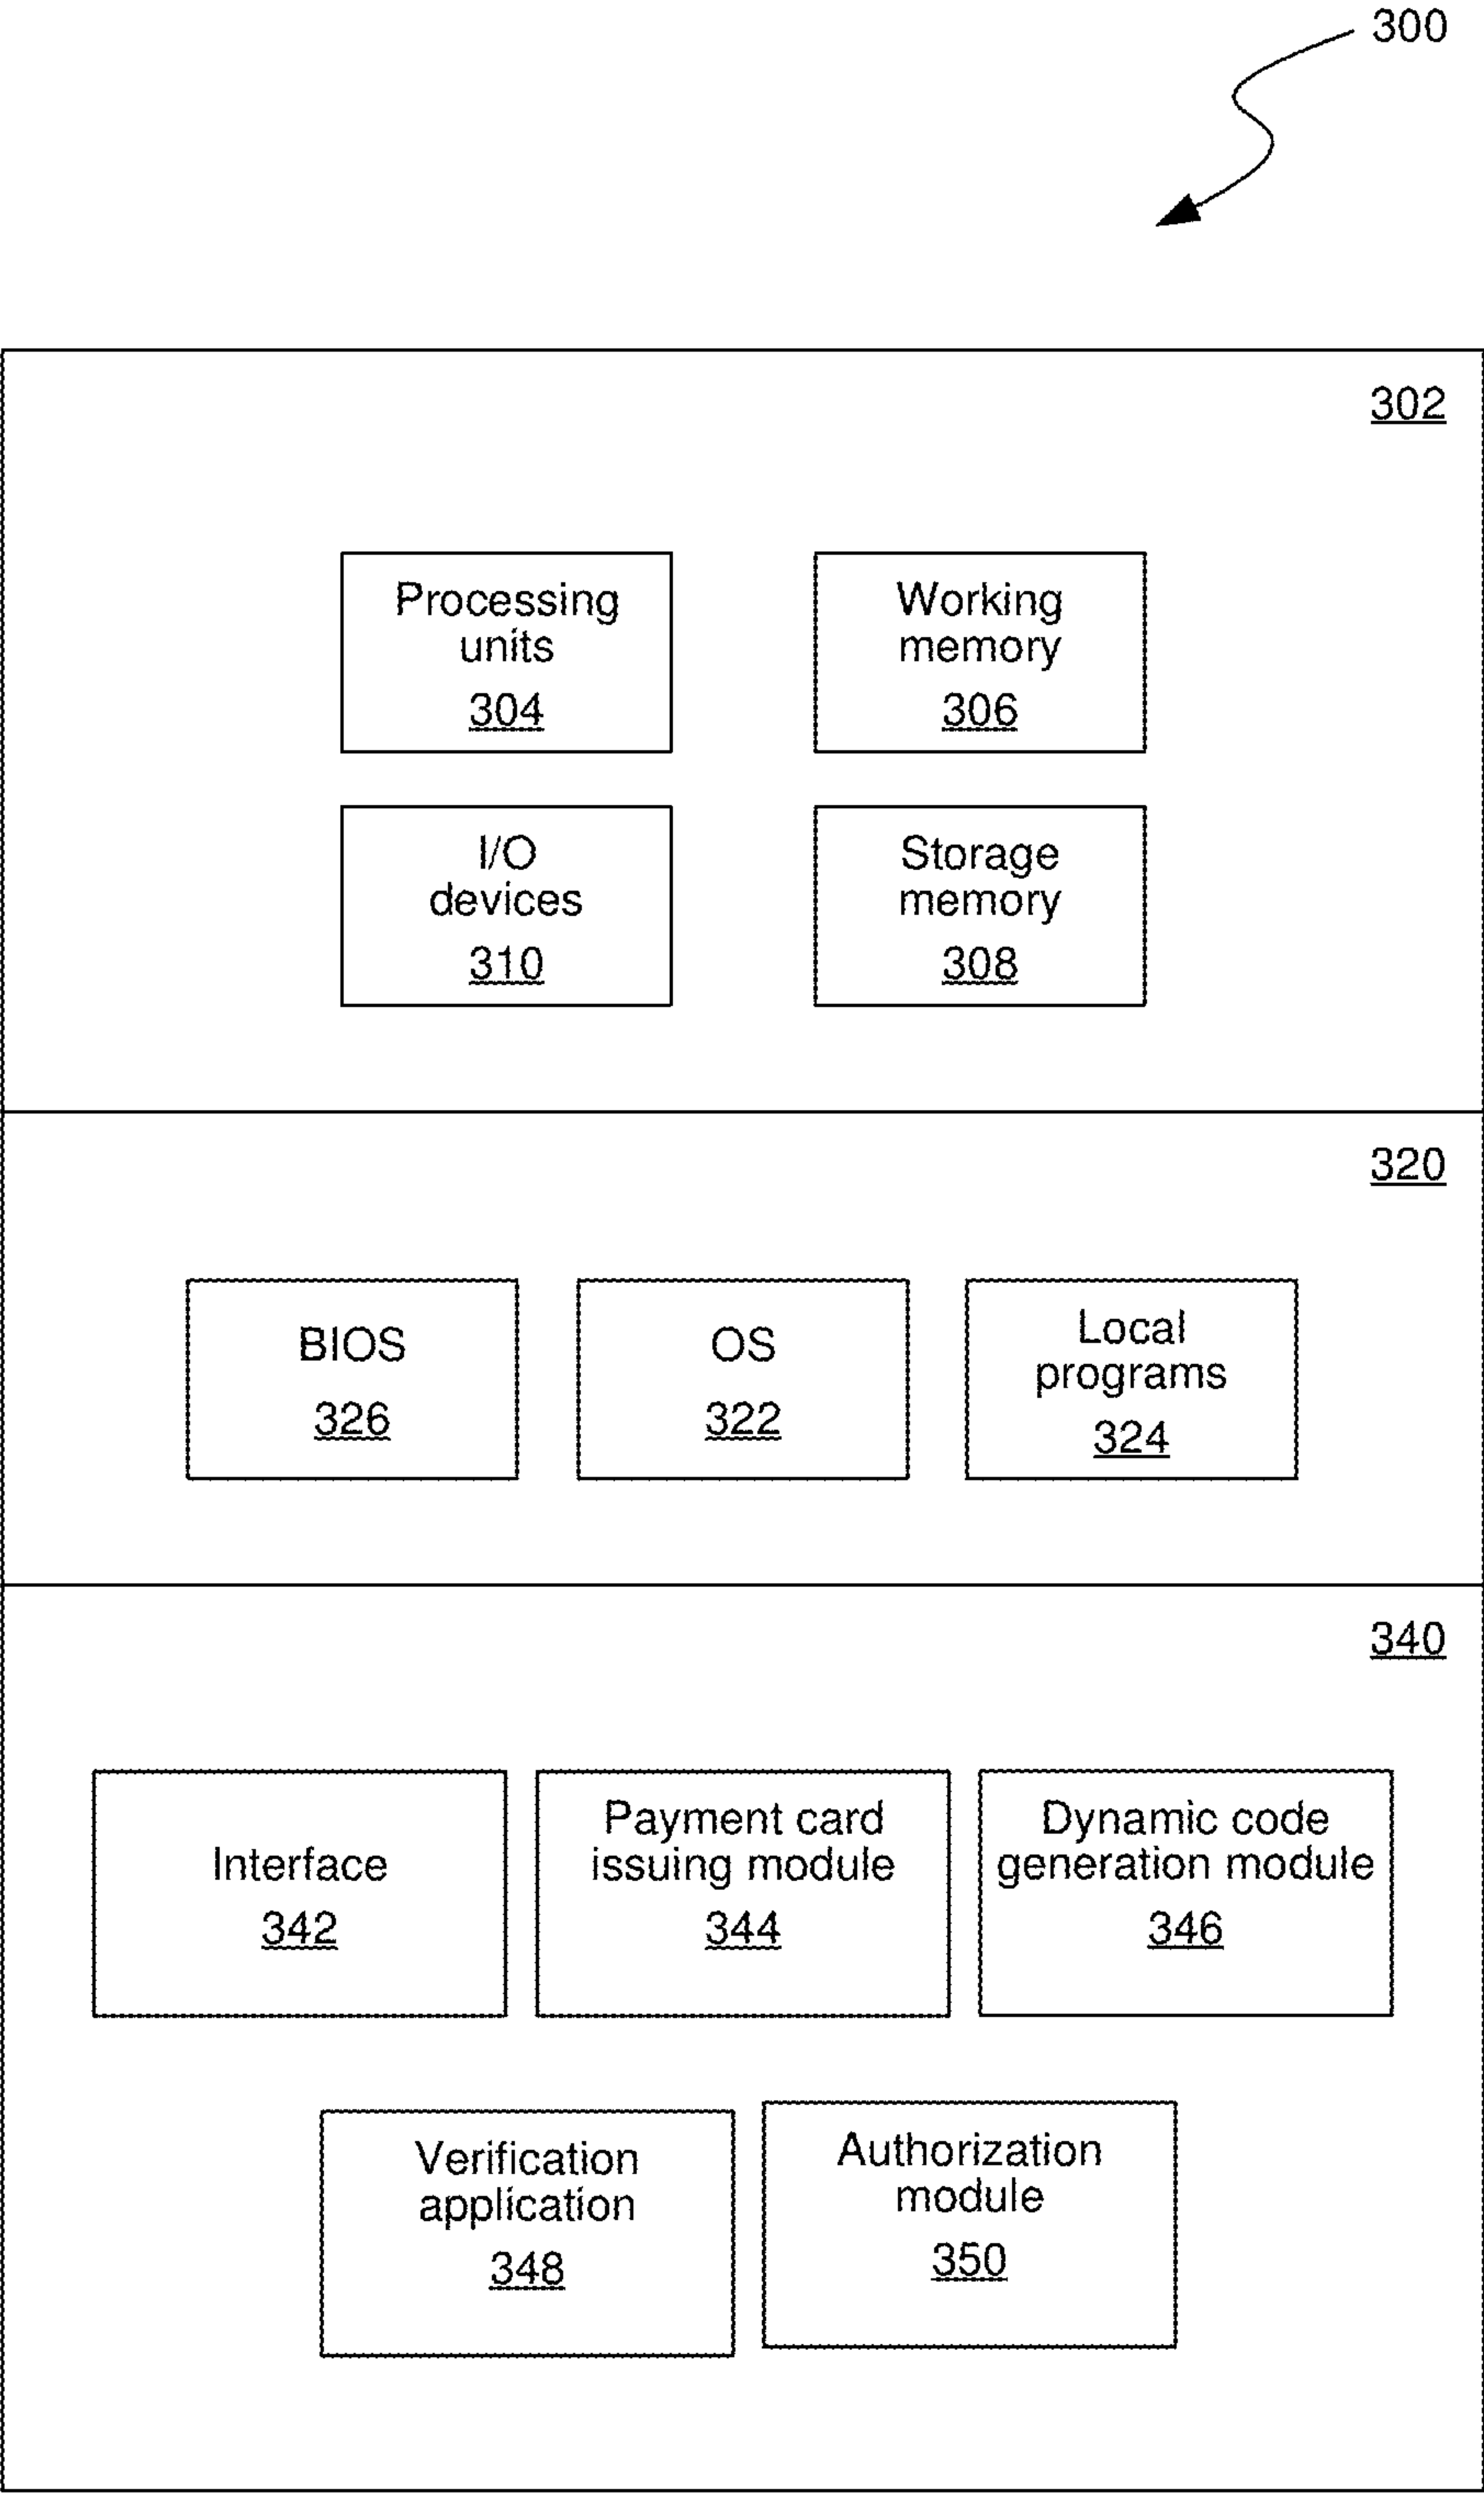 300
302
Processing
units
304
Working
memory
306
I/O
devices
310
Storage
memory
308
320
BIOS
326
OS
322
Local
programs
324
340
Interface
342
Payment card
issuing module
344
Dynamic code
generation module
346
Verification
application
348
Authorization
module
350